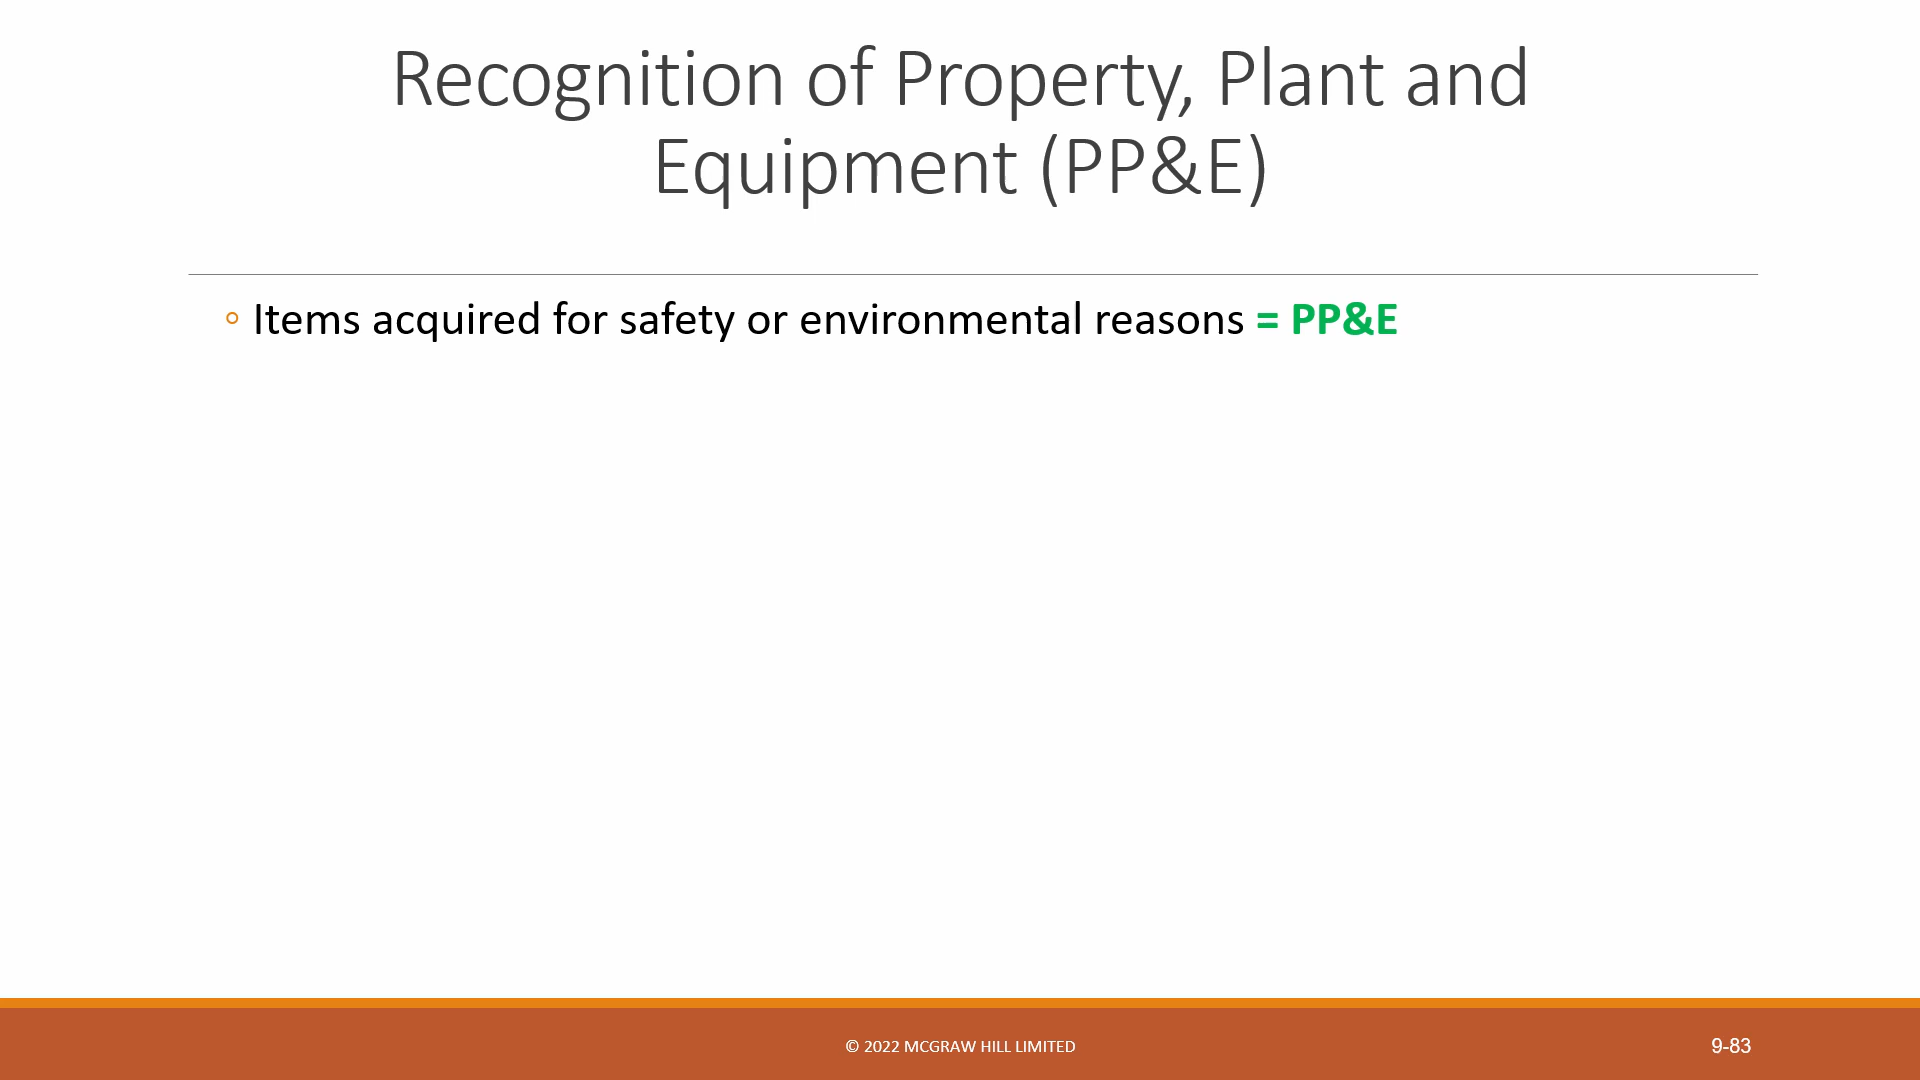 Recognition of Property, Plant and
Equipment (PP&E)
◦ Items acquired for safety or environmental reasons = PP&E
© 2022 MCGRAW HILL LIMITED
9-83